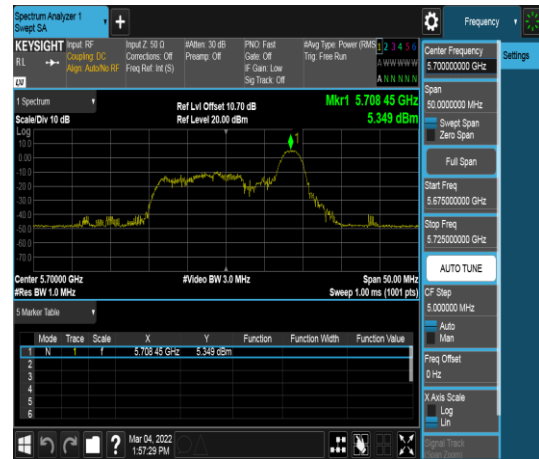 Spectrum Analyzer 1
Swept SA
+
Frequency
KEYSIGHT
RL
Input: RF
Coupling: DC
Align: Auto/No RF
Input Z: 50 Ω
Corrections: Off
Freq Ref: Int (S)
#Atten: 30 dB
Preamp: Off
PNO: Fast
Gate: Off
IF Gain: Low
Sig Track: Off
#Avg Type: Power (RMS
Trig: Free Run
1 2 3 4 5 6
A WW WW W
A N N N N N
1 Spectrum
Scale/Div 10 dB
Ref Lvl Offset 10.70 dB
Ref Level 20.00 dBm
Mkr1 5.708 45 GHz
5.349 dBm
Log
10.0
0.00
-10.0
-20.0
-30.0
-40.0
-50.0
-60.0
-70.0
1
Center 5.70000 GHz
#Res BW 1.0 MHz
#Video BW 3.0 MHz
Span 50.00 MHz
Sweep 1.00 ms (1001 pts)
5 Marker Table
Mode Trace Scale X Y Function Function Width Function Value
1 N 1 f 5.708 45 GHz 5.349 dBm
2
3
4
5
6
?
Mar 04, 2022
1:57:29 PM
Center Frequency
5.700000000 GHz
Settings
Span
50.0000000 MHz
Swept Span
Zero Span
Full Span
Start Freq
5.675000000 GHz
Stop Freq
5.725000000 GHz
AUTO TUNE
CF Step
5.000000 MHz
Auto
Man
Freq Offset
0 Hz
X Axis Scale
Log
Lin
Signal Track
(Span Zoom)